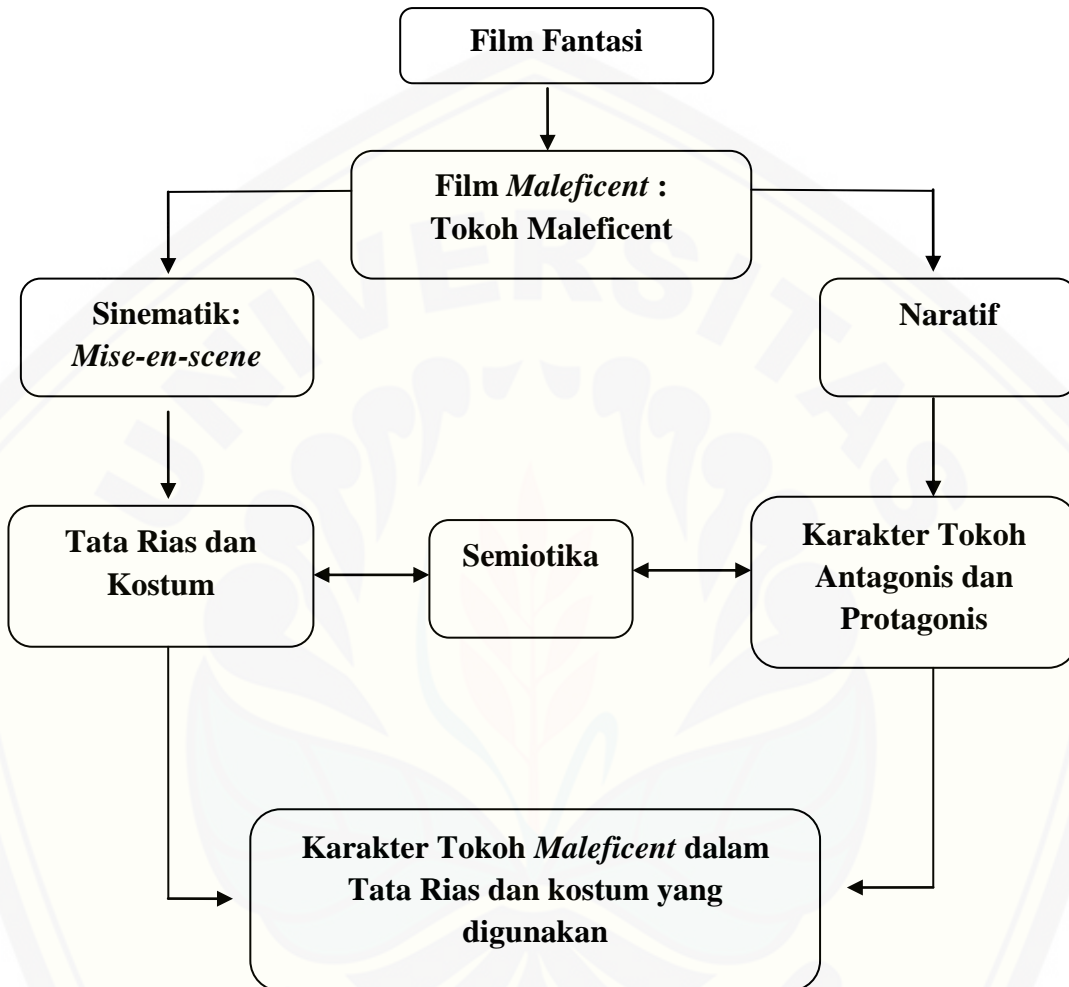 Film Fantasi
Film Maleficent :
Tokoh Maleficent
Sinematik:
Mise-en-scene
Naratif
Tata Rias dan
Kostum
Semiotika
Karakter Tokoh
Antagonis dan
Protagonis
Karakter Tokoh Maleficent dalam
Tata Rias dan kostum yang
digunakan
UNIVERSITAS